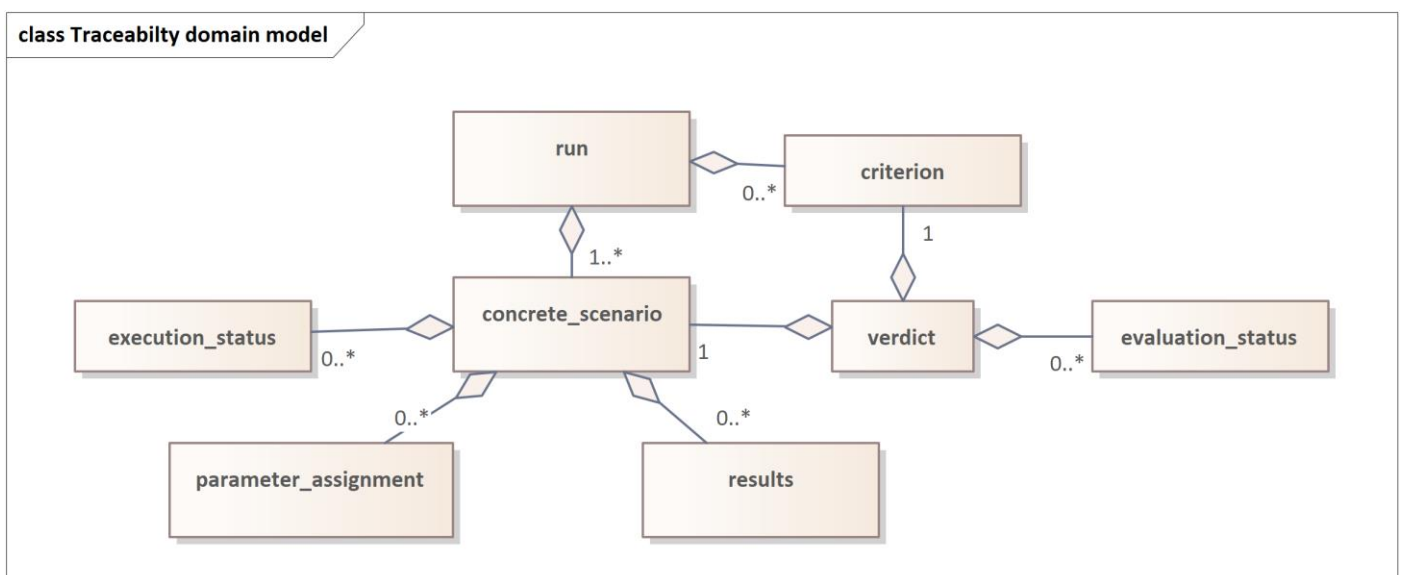 class Traceabilty domain model
run
criterion
0..*
1
1..*
concrete_scenario
execution_status
verdict
evaluation_status
0..*
1
0..*
0..*
0..*
parameter_assignment
results